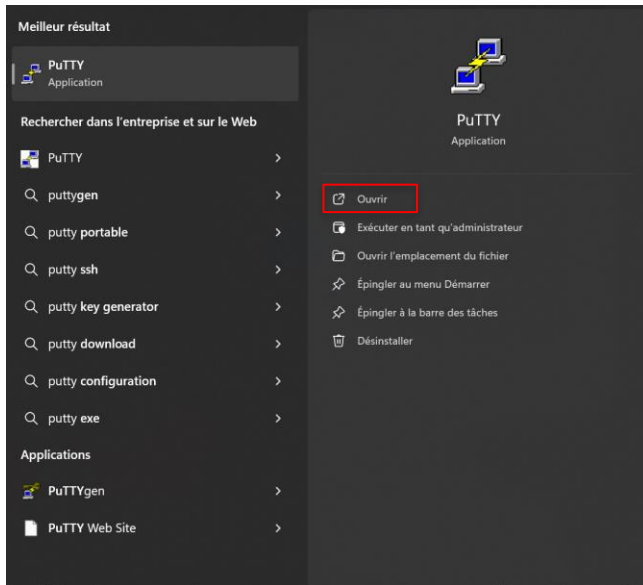 Meilleur résultat
PuTTY
Application
Rechercher dans l'entreprise et sur le Web
PuTTY
puttygen
putty portable
putty ssh
putty key generator
putty download
putty configuration
putty exe
Applications
PuTTYgen
PuTTY Web Site
PuTTY
Application
Ouvrir
Exécuter en tant qu'administrateur
Ouvrir l'emplacement du fichier
Épingler au menu Démarrer
Épingler à la barre des tâches
Désinstaller